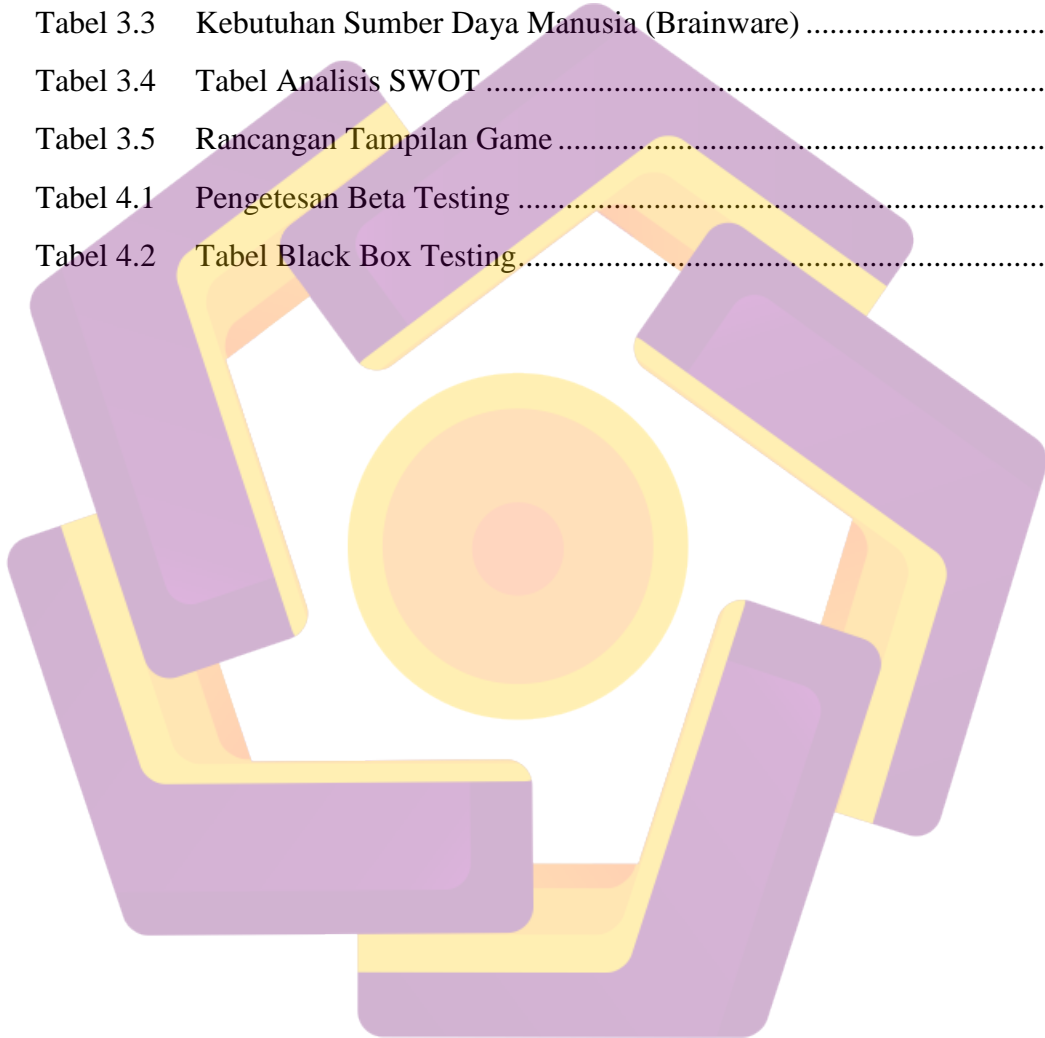 Tabel 3.3 Kebutuhan Sumber Daya Manusia (Brainware) ..............................
Tabel 3.4 Tabel Analisis SWOT ......................................................................
Tabel 3.5 Rancangan Tampilan Game .............................................................
Tabel 4.1 Pengetesan Beta Testing ..................................................................
Tabel 4.2 Tabel Black Box Testing..................................................................